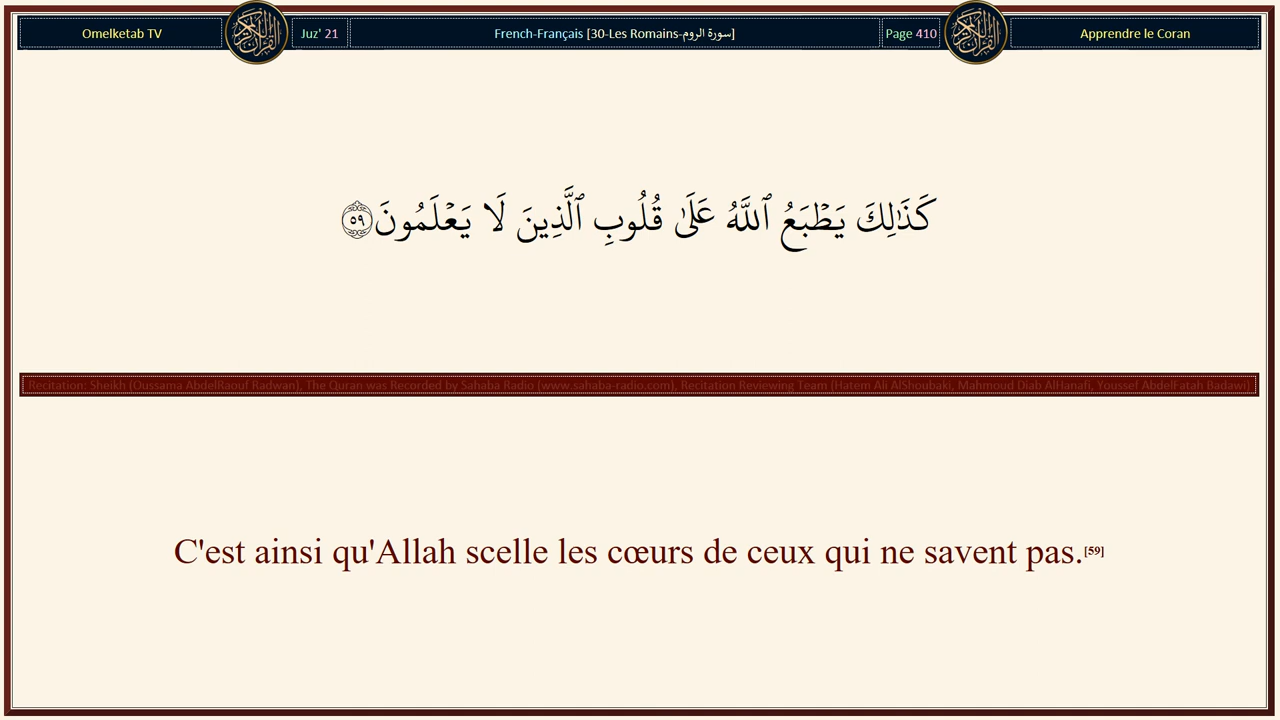 Omelketab TV
Juz' 21
French-Français [30-Les Romains-سورة الروم]
Page 410
Apprendre le Coran
كَذَٰلِكَ يَطۡبَعُ ٱللَّهُ عَلَىٰ قُلُوبِ ٱلَّذِينَ لَا يَعۡلَمُونَ ٥٩
Recitation: Sheikh (Oussama AbdelRaouf Radwan), The Quran was Recorded by Sahaba Radio (www.sahaba-radio.com), Recitation Reviewing Team (Hatem Ali AlShoubaki, Mahmoud Diab AlHanafi, Youssef AbdelFatah Badawi)
C'est ainsi qu'Allah scelle les cœurs de ceux qui ne savent pas.[59]